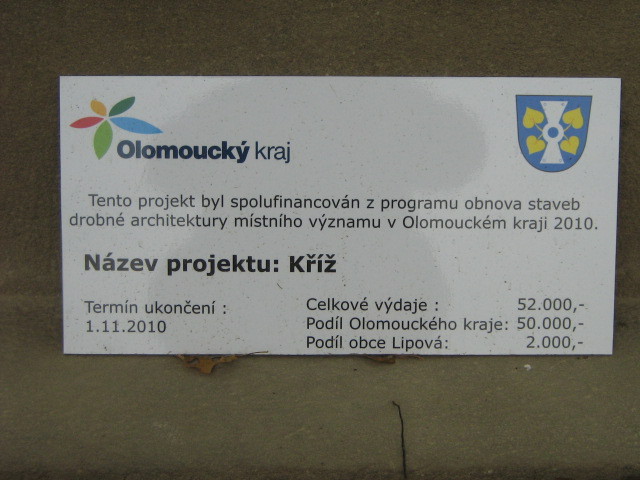 Olomoucký kraj
Tento projekt byl spolufinancován z programu obnova staveb
drobné architektury místního významu v Olomouckém kraji 2010.
Název projektu: Kříž
Termín ukončení :
1.11.2010
Celkové výdaje : 52.000,-
Podíl Olomouckého kraje: 50.000,-
Podíl obce Lipová: 2.000,-